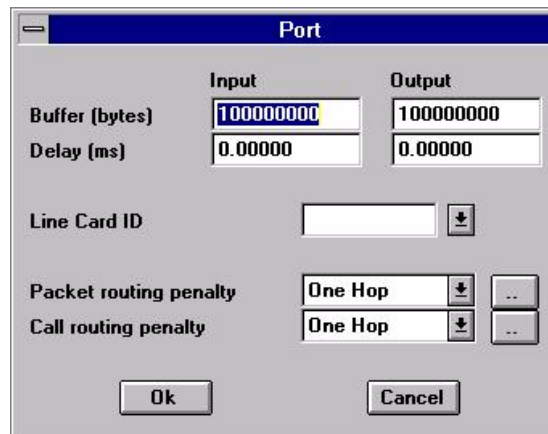 Port
Input Output
Buffer (bytes) 100000000 100000000
Delay (ms) 0.00000 0.00000
Line Card ID
Packet routing penalty One Hop ..
Call routing penalty One Hop ..
Ok Cancel